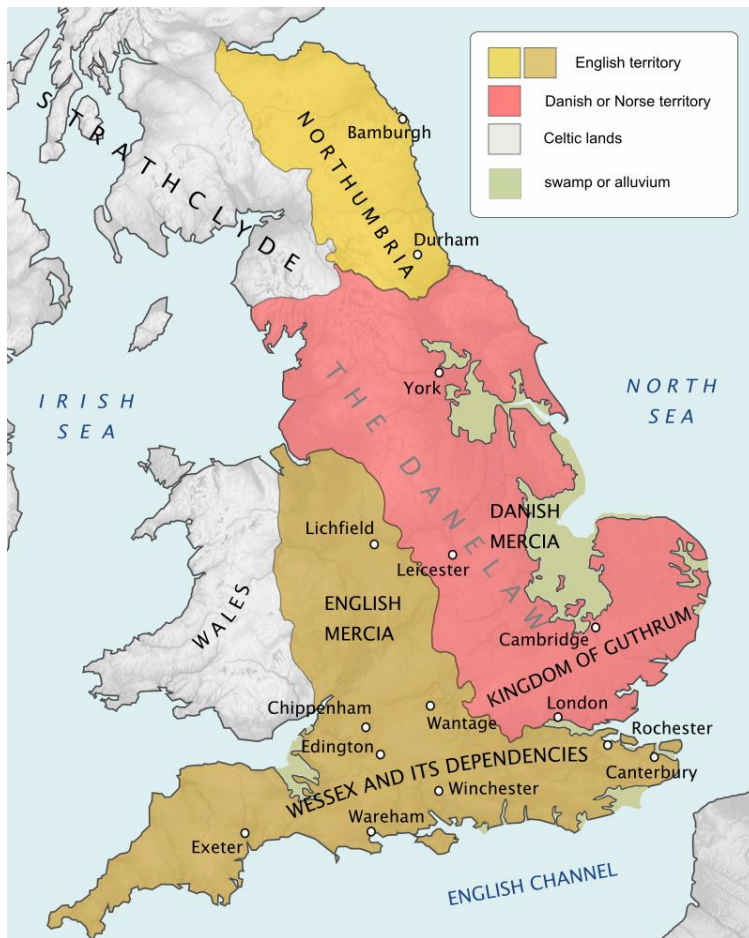 English territory
Danish or Norse territory
Celtic lands
swamp or alluvium
STRATHCLYDE
NORTHUMBRIA
Bamburgh
Durham
THE DANELAW
York
IRISH
SEA
NORTH
SEA
DANISH
MERCIA
Lichfield
Leicester
WALES
ENGLISH
MERCIA
Cambridge
KINGDOM OF GUTHRUM
Chippenham
Wantage
London
Edington
Rochester
WESSEX AND ITS DEPENDENCIES
Canterbury
Winchester
Wareham
Exeter
ENGLISH CHANNEL